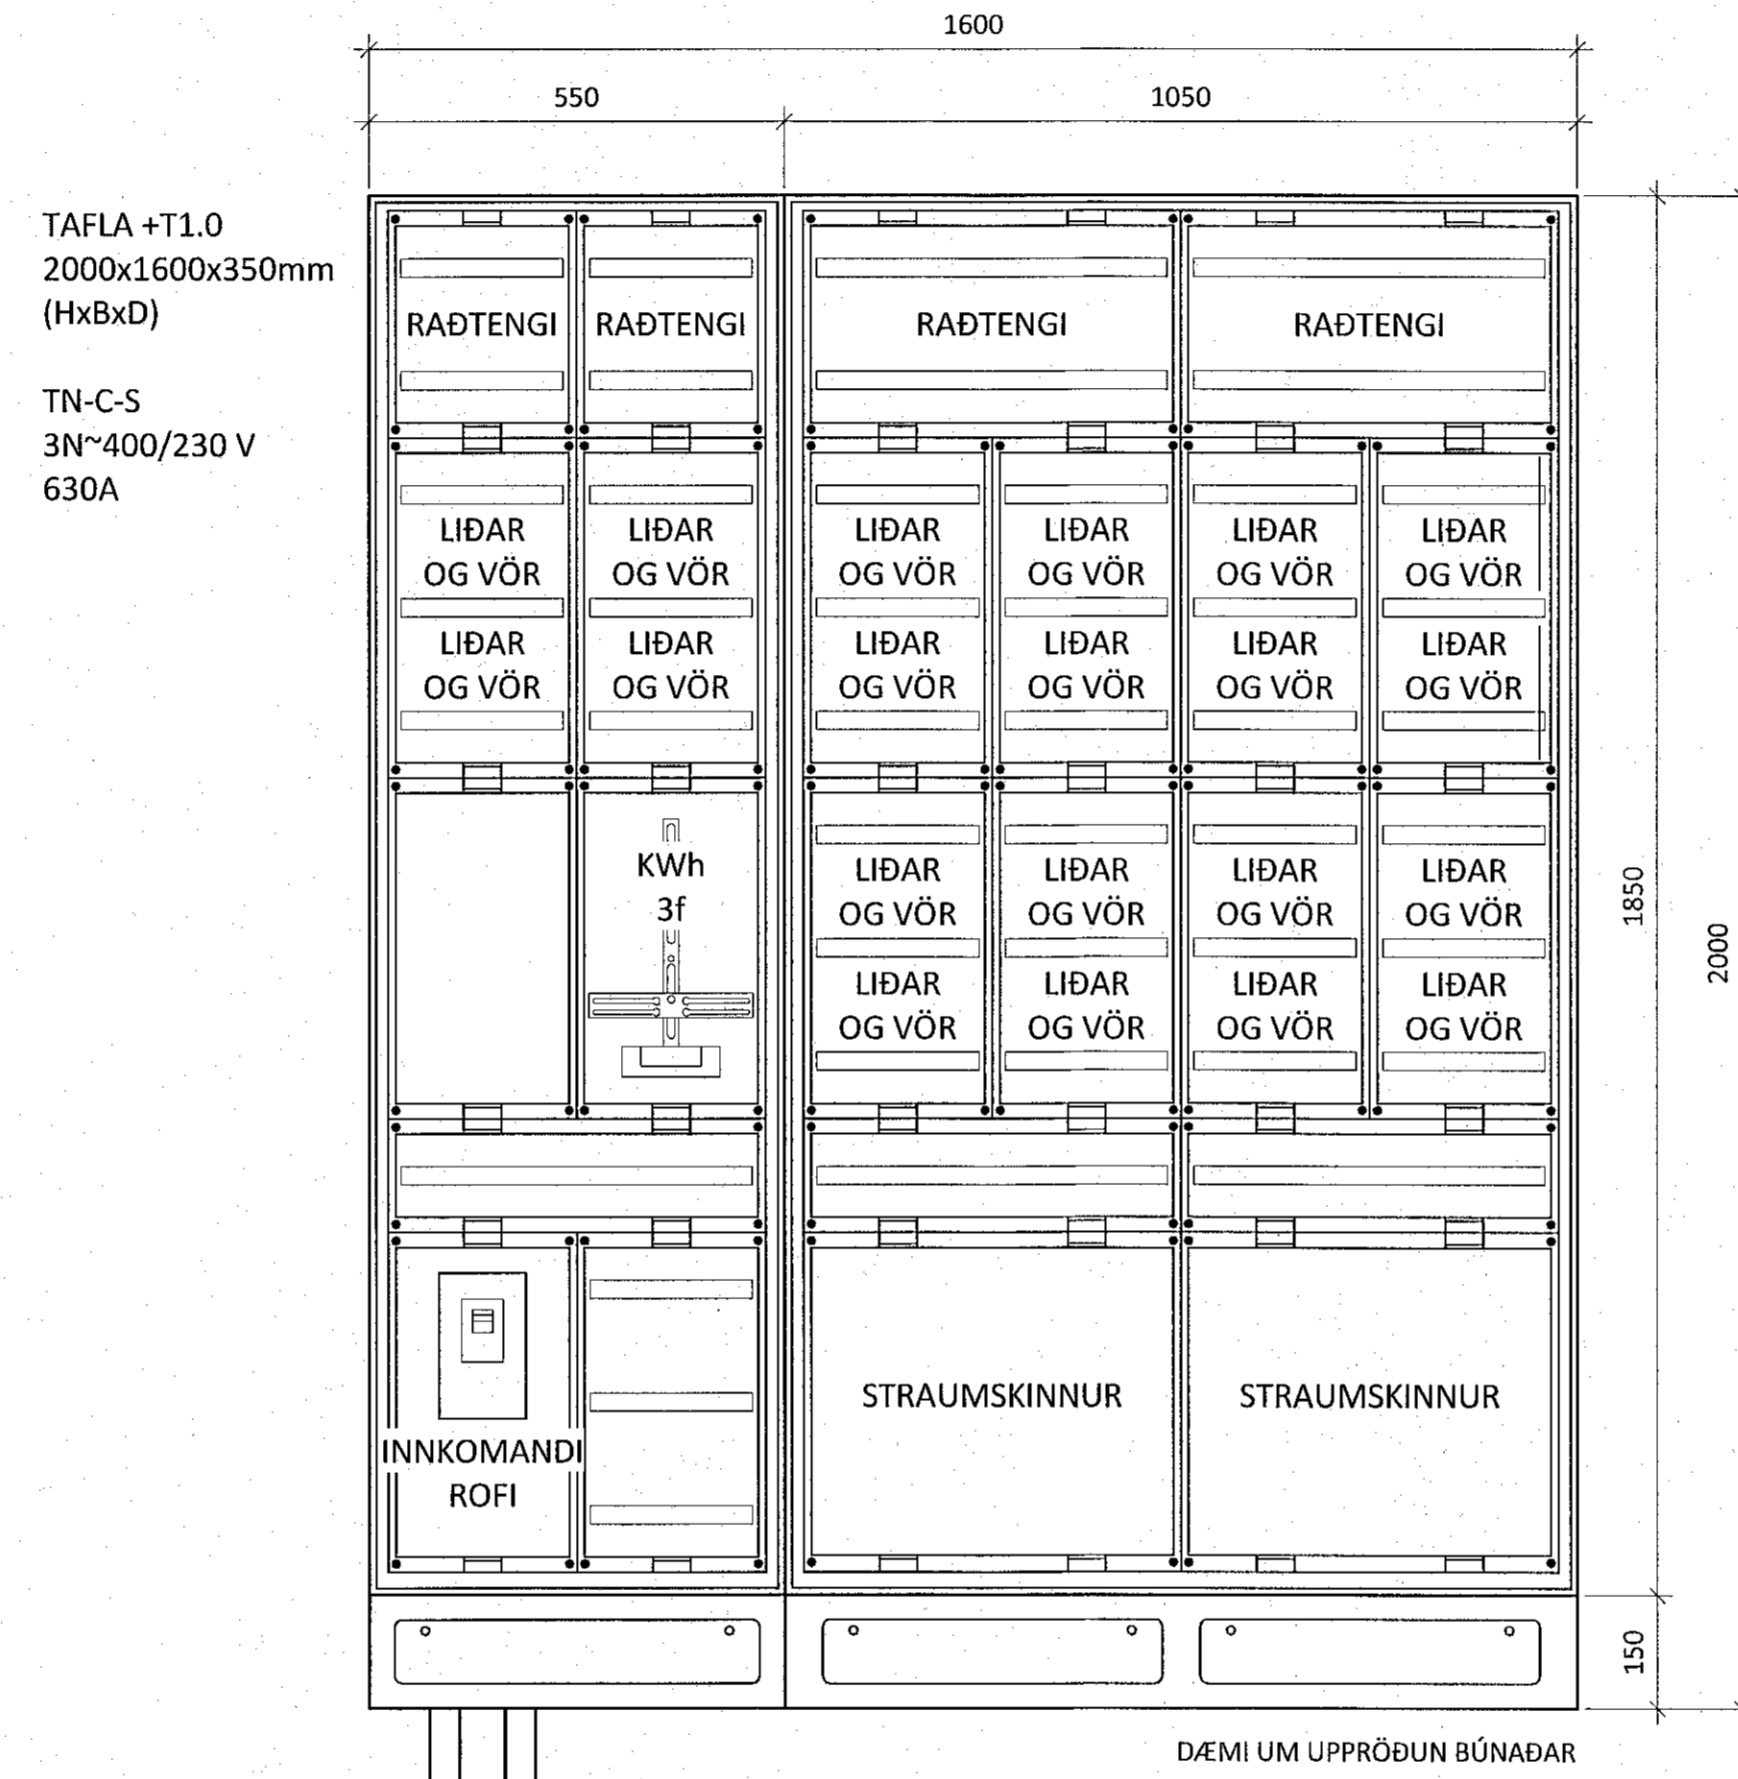 1600
550
1050
TAFLA +T1.0
2000x1600x350mm
(HxBxD)
TN-C-S
3N~400/230 V
630A
RAÐTENGI
RAÐTENGI
RAÐTENGI
RAÐTENGI
LIÐAR
OG VÖR
LIÐAR
OG VÖR
LIÐAR
OG VÖR
LIÐAR
OG VÖR
LIÐAR
OG VÖR
LIÐAR
OG VÖR
LIÐAR
OG VÖR
LIÐAR
OG VÖR
LIÐAR
OG VÖR
LIÐAR
OG VÖR
LIÐAR
OG VÖR
LIÐAR
OG VÖR
KWh
3f
LIÐAR
OG VÖR
LIÐAR
OG VÖR
LIÐAR
OG VÖR
LIÐAR
OG VÖR
LIÐAR
OG VÖR
LIÐAR
OG VÖR
LIÐAR
OG VÖR
LIÐAR
OG VÖR
1850
2000
INNKOMANDI
ROFI
STRAUMSKINNUR
STRAUMSKINNUR
150
DÆMI UM UPPRÖÐUN BÚNAÐAR